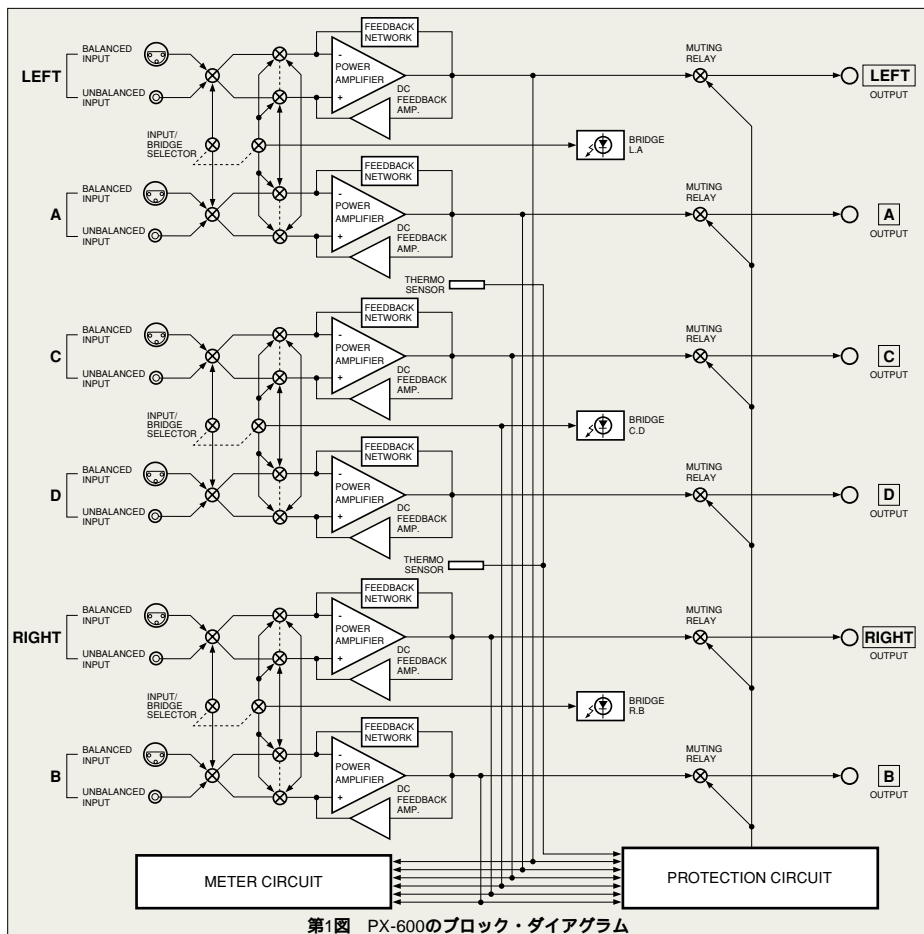 BALANCED
INPUT
LEFT
UNBALANCED
INPUT
FEEDBACK
NETWORK
-
POWER
AMPLIFIER
+
DC
FEEDBACK
AMP.
MUTING
RELAY
LEFT
OUTPUT
INPUT/
BRIDGE
SELECTOR
BRIDGE
L.A
BALANCED
INPUT
A
UNBALANCED
INPUT
FEEDBACK
NETWORK
-
POWER
AMPLIFIER
+
DC
FEEDBACK
AMP.
MUTING
RELAY
A
OUTPUT
THERMO
SENSOR
BALANCED
INPUT
C
UNBALANCED
INPUT
FEEDBACK
NETWORK
-
POWER
AMPLIFIER
+
DC
FEEDBACK
AMP.
MUTING
RELAY
C
OUTPUT
INPUT/
BRIDGE
SELECTOR
BRIDGE
C.D
BALANCED
INPUT
D
UNBALANCED
INPUT
FEEDBACK
NETWORK
-
POWER
AMPLIFIER
+
DC
FEEDBACK
AMP.
MUTING
RELAY
D
OUTPUT
THERMO
SENSOR
BALANCED
INPUT
RIGHT
UNBALANCED
INPUT
FEEDBACK
NETWORK
-
POWER
AMPLIFIER
+
DC
FEEDBACK
AMP.
MUTING
RELAY
RIGHT
OUTPUT
INPUT/
BRIDGE
SELECTOR
BRIDGE
R.B
BALANCED
INPUT
B
UNBALANCED
INPUT
FEEDBACK
NETWORK
-
POWER
AMPLIFIER
+
DC
FEEDBACK
AMP.
MUTING
RELAY
B
OUTPUT
METER CIRCUIT
PROTECTION CIRCUIT
第1図 PX-600のブロック・ダイアグラム